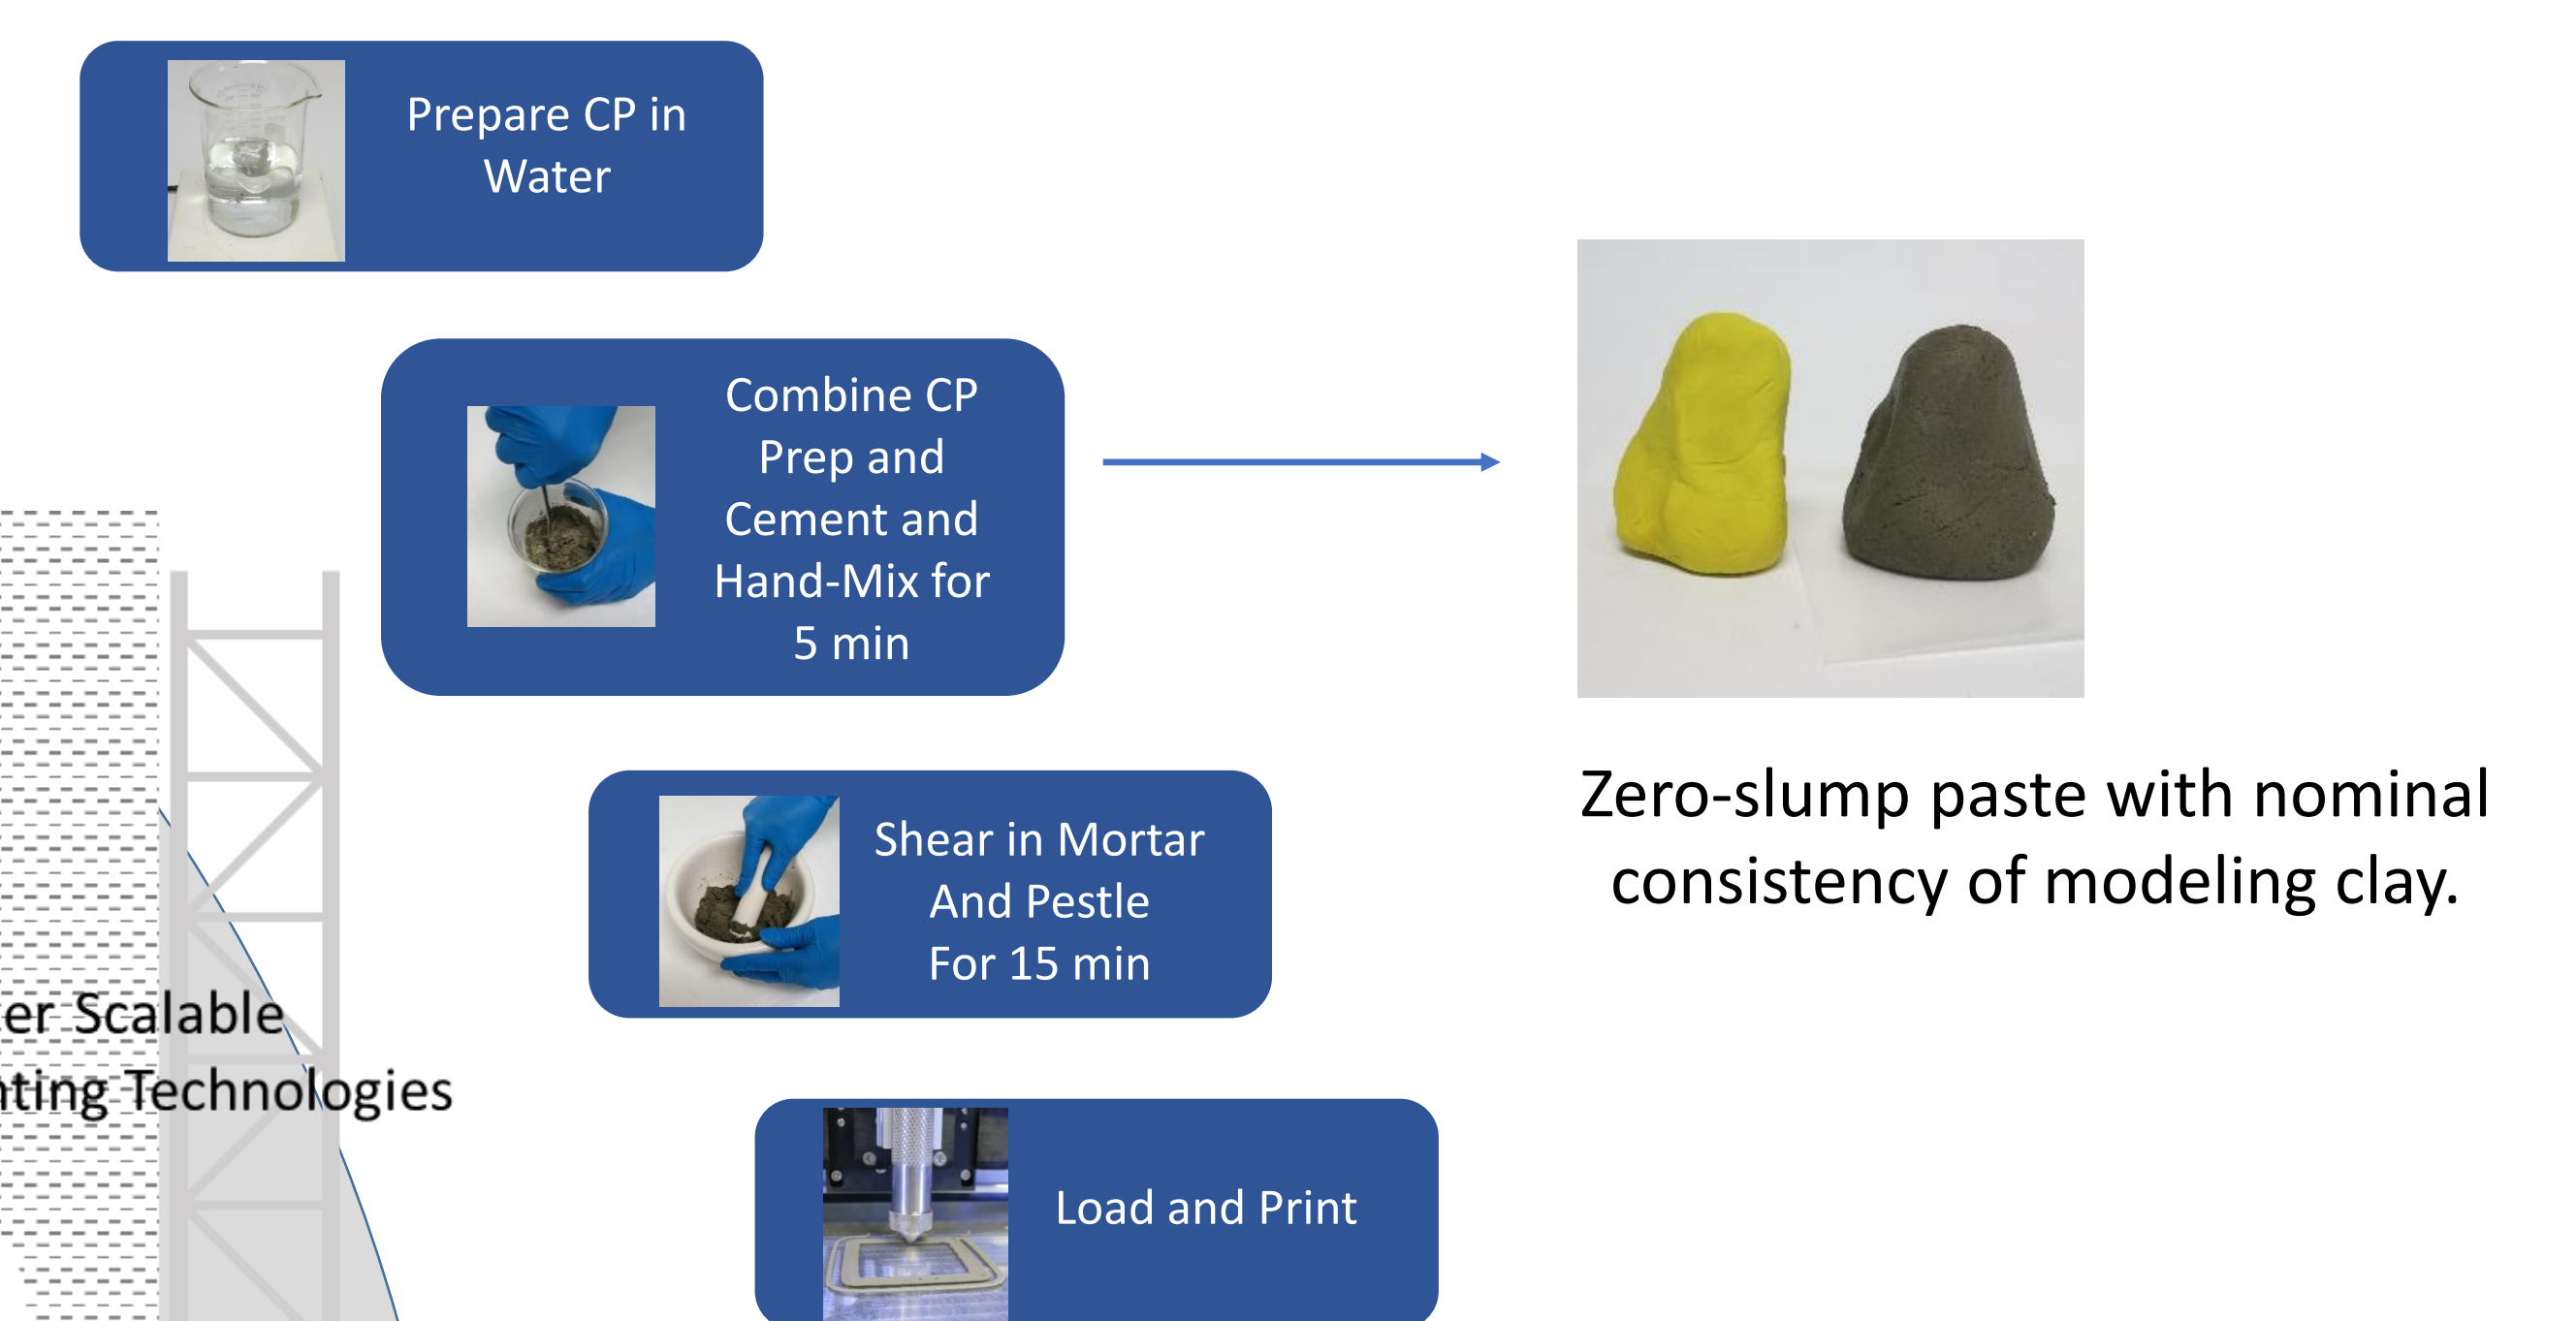 Prepare CP in
Water
Combine CP
Prep and
Cement and
Hand-Mix for
5 min
Zero-slump paste with nominal
consistency of modeling clay.
Shear in Mortar
And Pestle
For 15 min
Scalable
Technologies
Load and Print